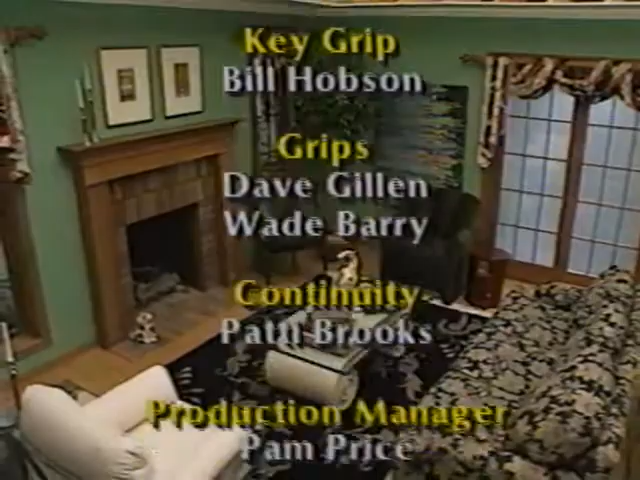 Key Grip
Bill Hobson
Grips
Dave Gillen
Wade Barry
Continuity
Patti Brooks
Production Manager
Pam Price